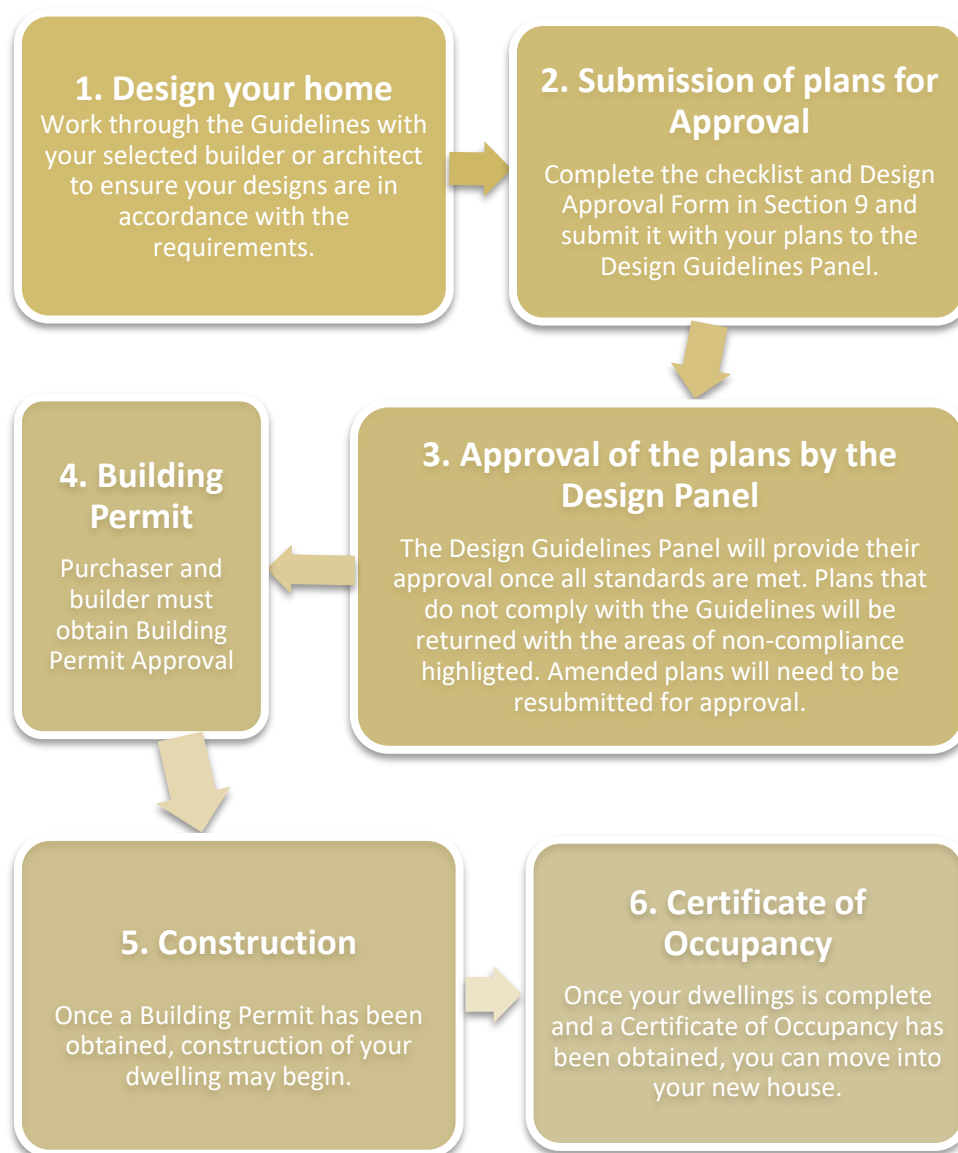 1. Design your home
Work through the Guidelines with
your selected builder or architect
to ensure your designs are in
accordance with the
requirements.
2. Submission of plans for
Approval
Complete the checklist and Design
Approval Form in Section 9 and
submit it with your plans to the
Design Guidelines Panel.
3. Approval of the plans by the
Design Panel
The Design Guidelines Panel will provide their
approval once all standards are met. Plans that
do not comply with the Guidelines will be
returned with the areas of non-compliance
highligted. Amended plans will need to be
resubmitted for approval.
4. Building
Permit
Purchaser and
builder must
obtain Building
Permit Approval
5. Construction
Once a Building Permit has been
obtained, construction of your
dwelling may begin.
6. Certificate of
Occupancy
Once your dwellings is complete
and a Certificate of Occupancy has
been obtained, you can move into
your new house.